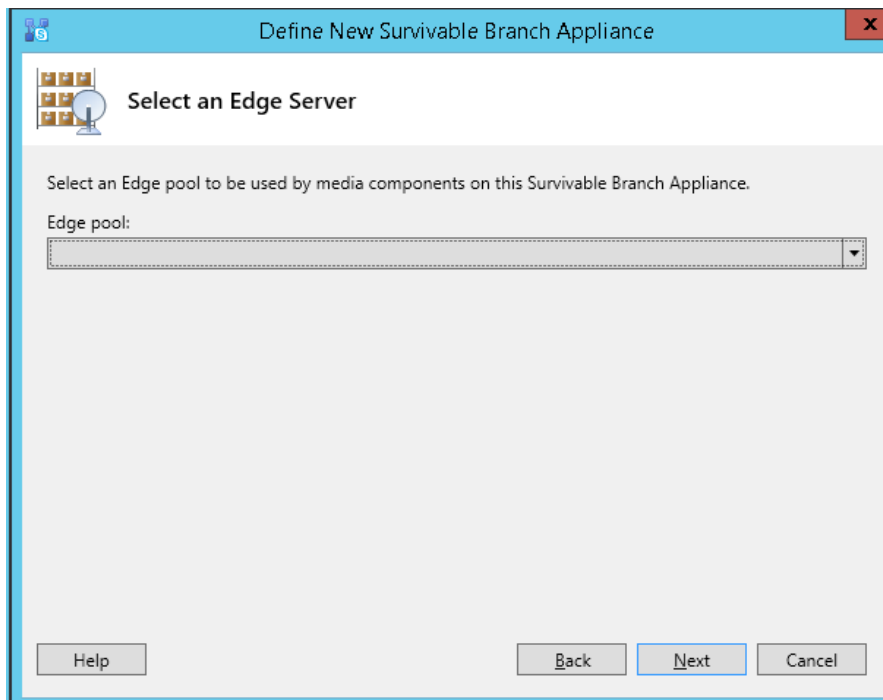 Define New Survivable Branch Appliance
x
Select an Edge Server
Select an Edge pool to be used by media components on this Survivable Branch Appliance.
Edge pool:
Help
Back
Next
Cancel